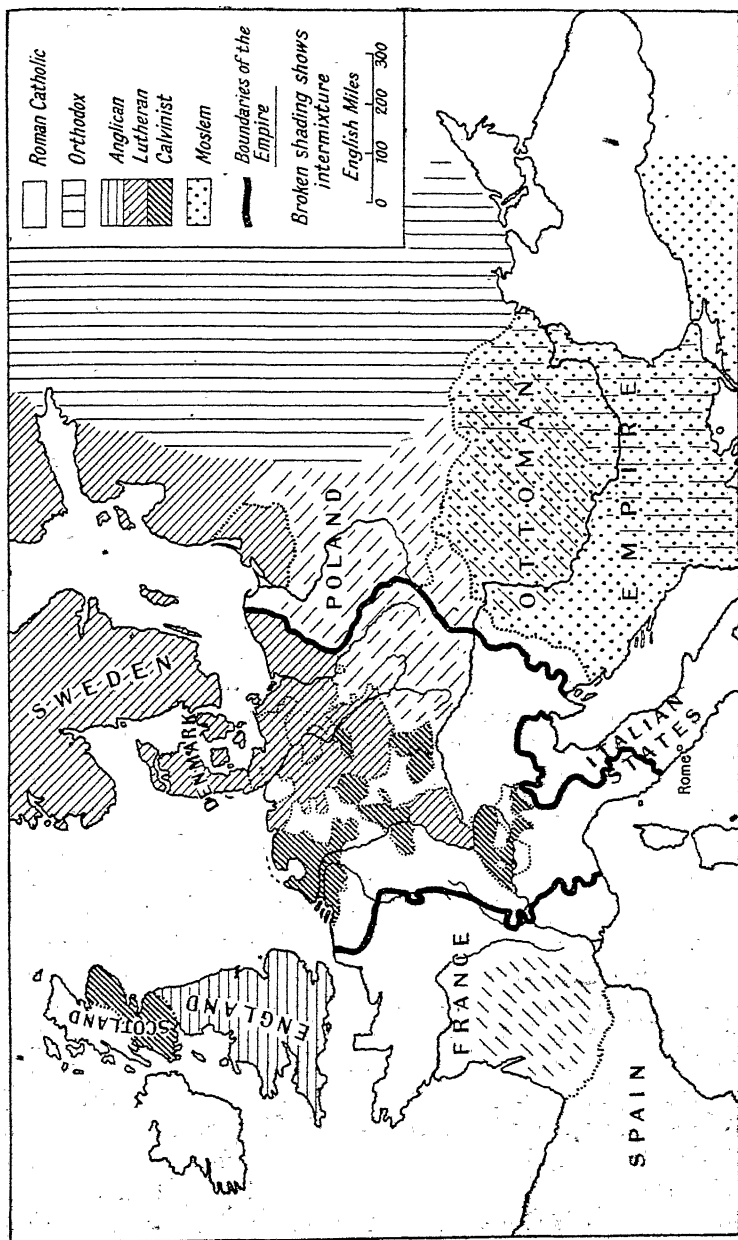 Roman Catholic
Orthodox
Anglican
Lutheran
Calvinist
Moslem
Boundaries of the
Empire
Broken shading shows
intermixture
English Miles
0 100 200 300
SWEDEN
DENMARK
SCOTLAND
ENGLAND
POLAND
FRANCE
OTTOMAN
EMPIRE
ITALIAN
STATES
Rome
SPAIN